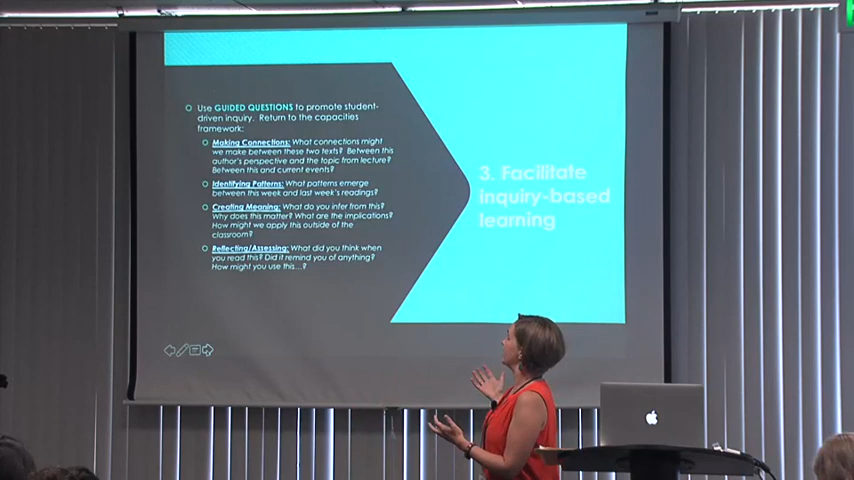 Use GUIDED QUESTIONS to promote student-
driven inquiry. Return to the capacities
framework:
Making Connections: What connections might
we make between these two texts? Between this
author's perspective and the topic from lecture?
Between this and current events?
Identifying Patterns: What patterns emerge
between this week and last week's readings?
Creating Meaning: What do you infer from this?
Why does this matter? What are the implications?
How might we apply this outside of the
classroom?
Reflecting/Assessing: What did you think when
you read this? Did it remind you of anything?
How might you use this...?
3. Facilitate
inquiry-based
learning